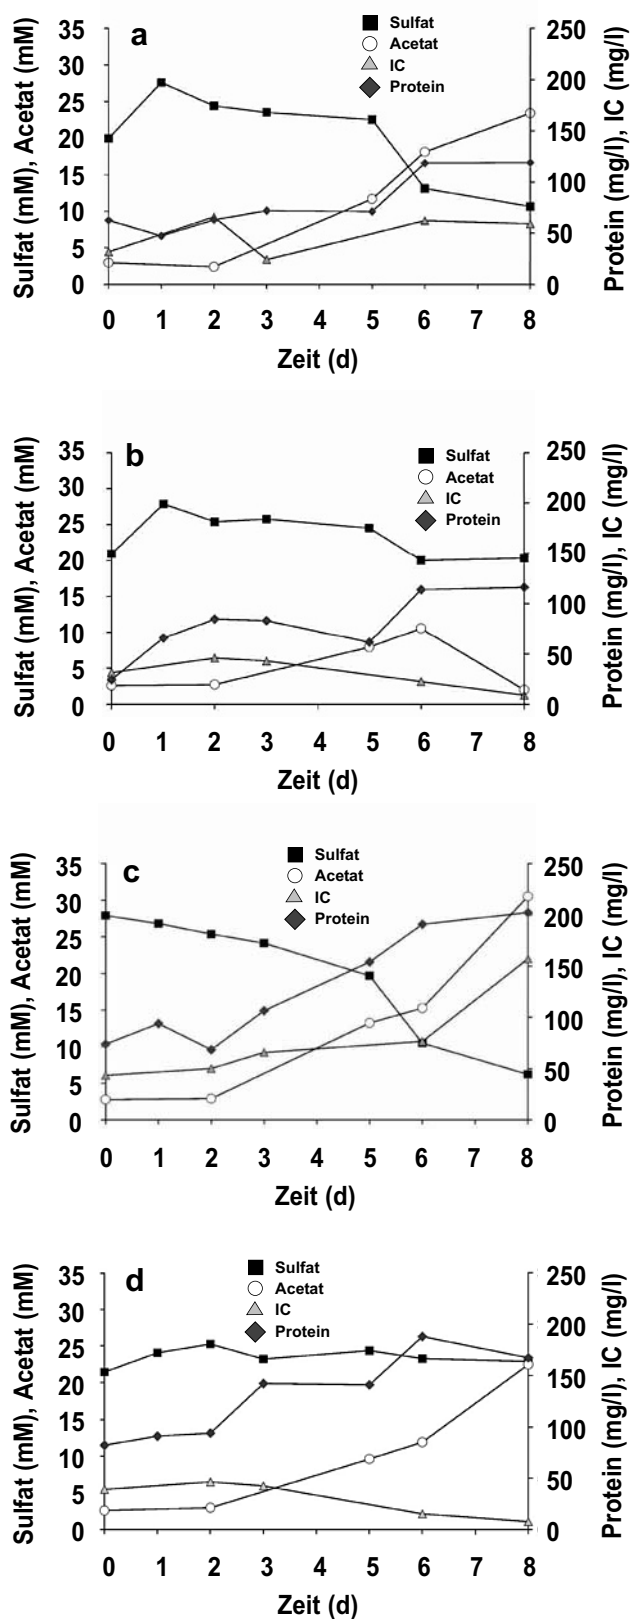 a
Sulfat
Acetat
IC
Protein
Sulfat (mM), Acetat (mM)
35
30
25
20
15
10
5
0
250
200
150
100
50
0
Protein (mg/l), IC (mg/l)
0 1 2 3 4 5 6 7 8
Zeit (d)
b
Sulfat
Acetat
IC
Protein
Sulfat (mM), Acetat (mM)
35
30
25
20
15
10
5
0
250
200
150
100
50
0
Protein (mg/l), IC (mg/l)
0 1 2 3 4 5 6 7 8
Zeit (d)
c
Sulfat
Acetat
IC
Protein
Sulfat (mM), Acetat (mM)
35
30
25
20
15
10
5
0
250
200
150
100
50
0
Protein (mg/l), IC (mg/l)
0 1 2 3 4 5 6 7 8
Zeit (d)
d
Sulfat
Acetat
IC
Protein
Sulfat (mM), Acetat (mM)
35
30
25
20
15
10
5
0
250
200
150
100
50
0
Protein (mg/l), IC (mg/l)
0 1 2 3 4 5 6 7 8
Zeit (d)